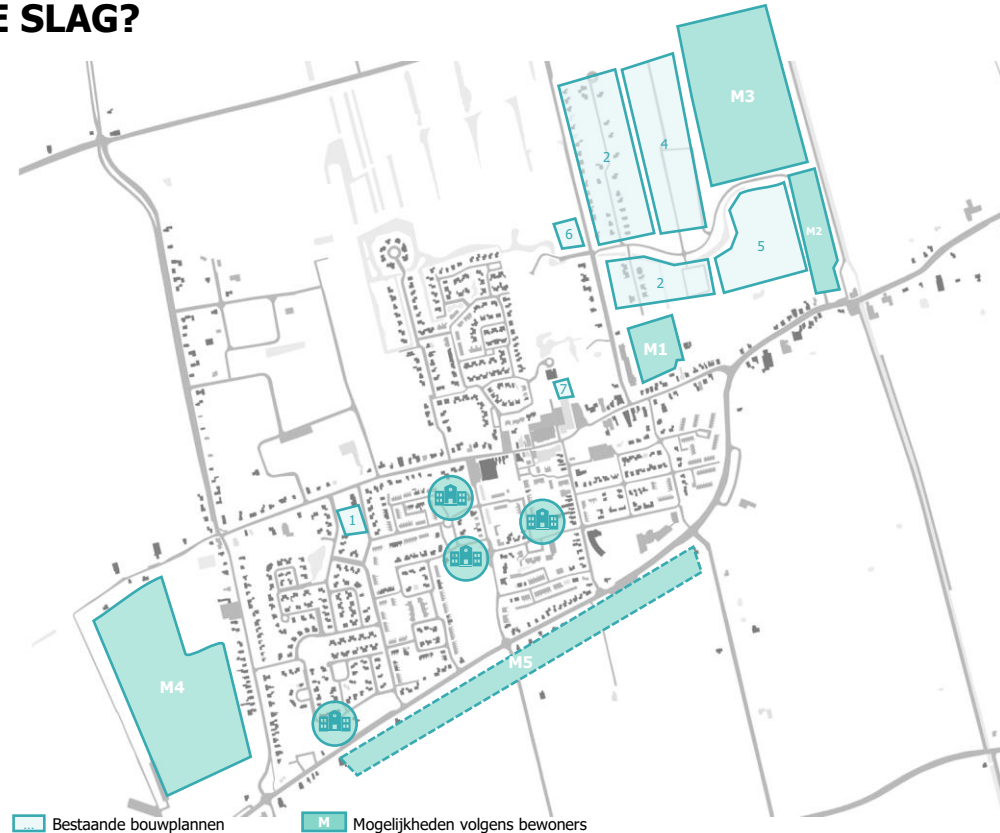 E SLAG?
M3
2
4
6
M2
5
2
M1
7
1
M5
M4
... Bestaande bouwplannen
M Mogelijkheden volgens bewoners